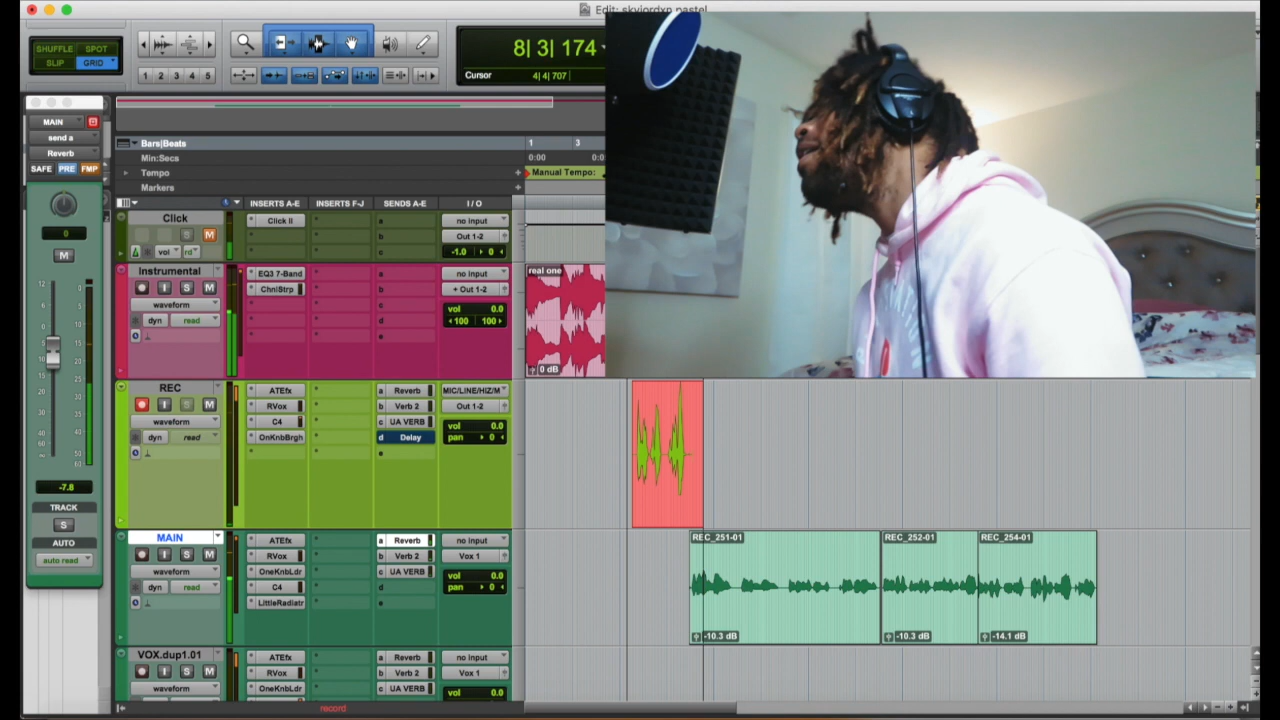 Edit: skyjordxn pastel
SHUFFLE SPOT
SLIP GRID
1 2 3 4 5
8| 3| 174
Cursor 4| 4| 707
MAIN
send a
Reverb
SAFE PRE FMP
0
M
-7.8
TRACK
S
AUTO
auto read
Bars|Beats
1 3
Min:Secs
0:00
Tempo
Manual Tempo:
Markers
INSERTS A-E INSERTS F-J SENDS A-E I / O
Click
S M
vol rd
Click II
a
b
c
no input
Out 1-2
-1.0 0
Instrumental
I S M
waveform
dyn read
EQ3 7-Band
ChnlStrp
a
b
c
d
e
no input
+ Out 1-2
vol 0.0
100 100
real one
0 dB
REC
I S M
waveform
dyn read
ATEfx
RVox
C4
OnKnbBrgh
a Reverb
b Verb 2
c UA VERB
d Delay
e
MIC/LINE/HIZ/M
Out 1-2
vol 0.0
pan 0
MAIN
I S M
waveform
dyn read
ATEfx
RVox
OneKnbLdr
C4
LittleRadiatr
a Reverb
b Verb 2
c UA VERB
d
e
no input
Vox 1
vol 0.0
pan 0
REC_251-01 REC_252-01 REC_254-01
-10.3 dB -10.3 dB -14.1 dB
VOX.dup1.01
I S M
waveform
ATEfx
RVox
OneKnbLdr
a Reverb
b Verb 2
c UA VERB
no input
Vox 1
vol 0.0
record